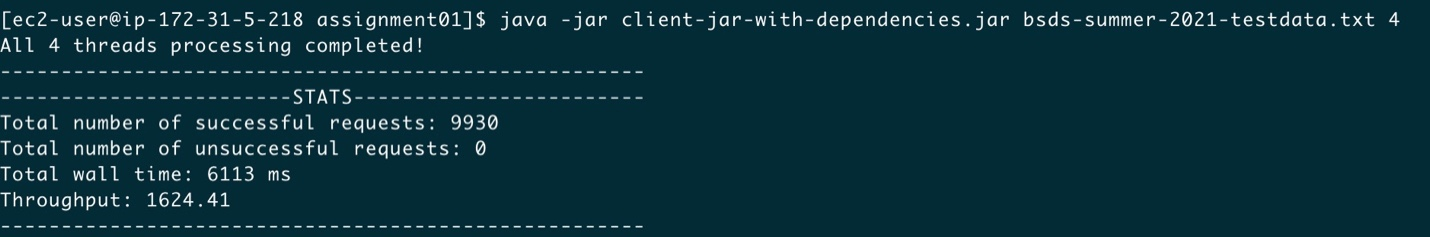 [ec2-user@ip-172-31-5-218 assignment01]$ java -jar client-jar-with-dependencies.jar bsds-summer-2021-testdata.txt 4
All 4 threads processing completed!
-----------------------------------------------------
------------------------STATS------------------------
Total number of successful requests: 9930
Total number of unsuccessful requests: 0
Total wall time: 6113 ms
Throughput: 1624.41
-----------------------------------------------------